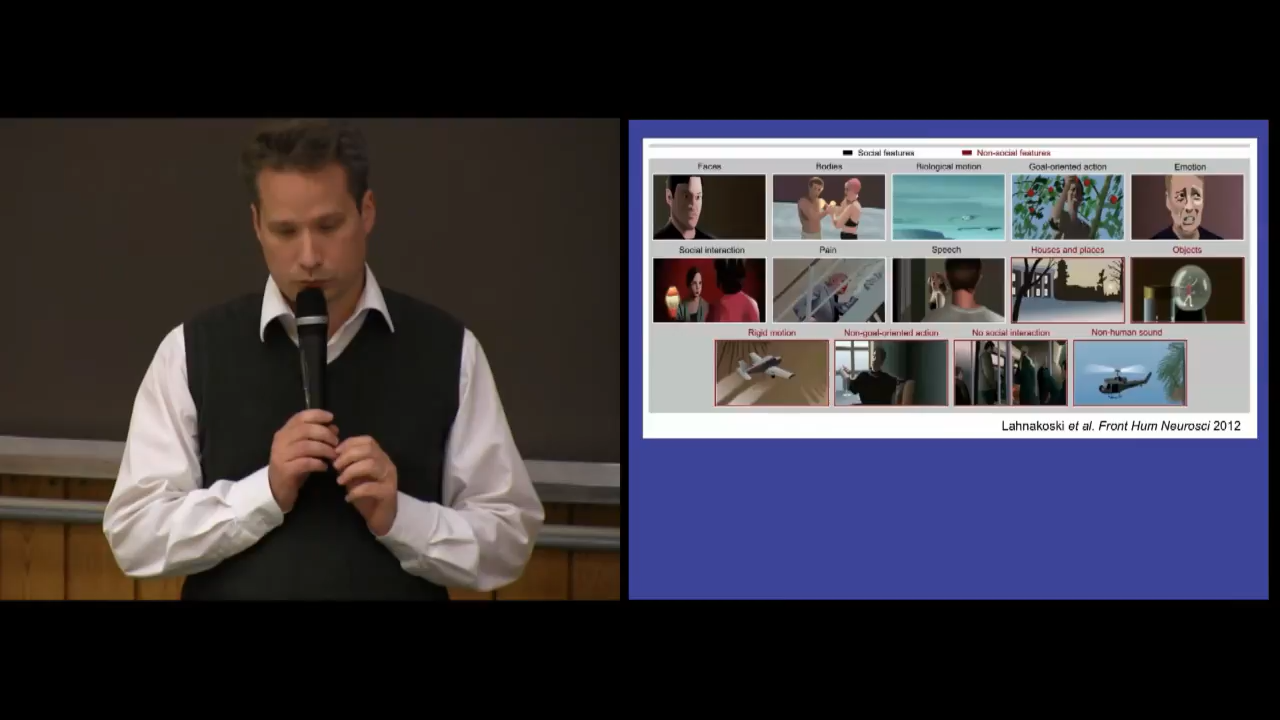 Social features Non-social features
Faces Bodies Biological motion Goal-oriented action Emotion
Social interaction Pain Speech Houses and places Objects
Rigid motion Non-goal-oriented action No social interaction Non-human sound
Lahnakoski et al. Front Hum Neurosci 2012